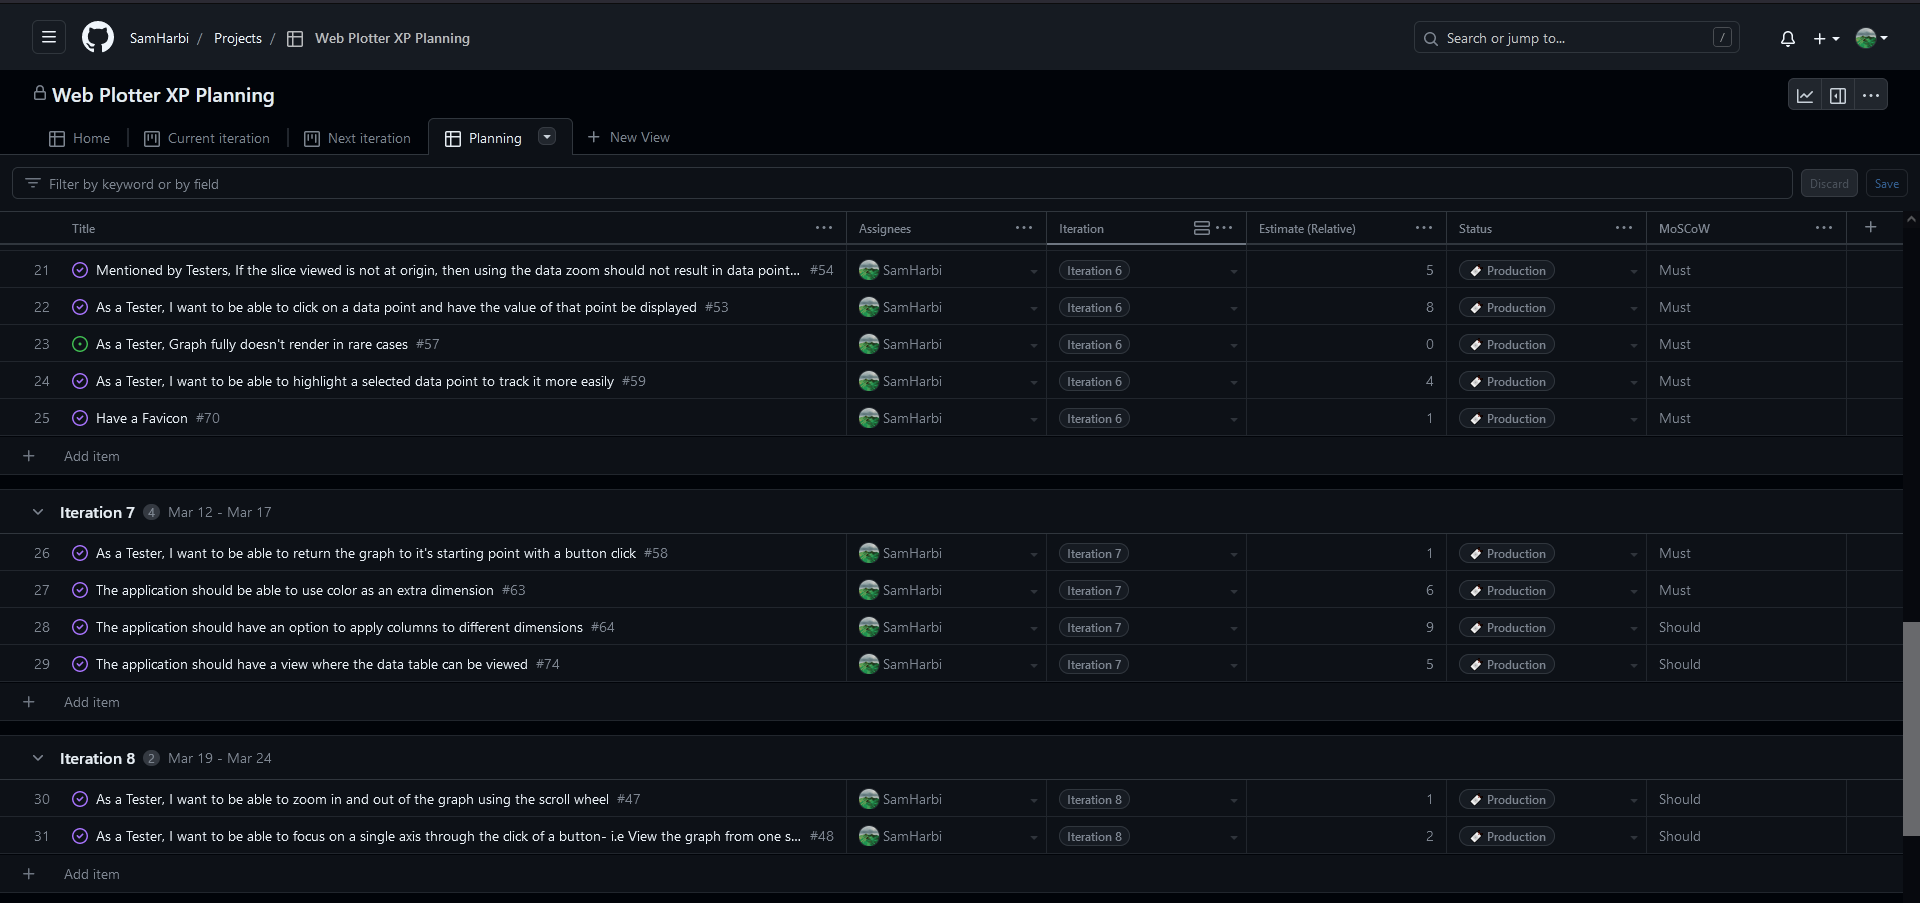 SamHarbi / Projects / Web Plotter XP Planning Search or jump to... /
Web Plotter XP Planning
Home Current iteration Next iteration Planning New View
Filter by keyword or by field Discard Save
Title Assignees Iteration Estimate (Relative) Status MoSCoW
21 Mentioned by Testers, If the slice viewed is not at origin, then using the data zoom should not result in data point... #54 SamHarbi Iteration 6 5 Production Must
22 As a Tester, I want to be able to click on a data point and have the value of that point be displayed #53 SamHarbi Iteration 6 8 Production Must
23 As a Tester, Graph fully doesn't render in rare cases #57 SamHarbi Iteration 6 0 Production Must
24 As a Tester, I want to be able to highlight a selected data point to track it more easily #59 SamHarbi Iteration 6 4 Production Must
25 Have a Favicon #70 SamHarbi Iteration 6 1 Production Must
Add item
Iteration 7 4 Mar 12 - Mar 17
26 As a Tester, I want to be able to return the graph to it's starting point with a button click #58 SamHarbi Iteration 7 1 Production Must
27 The application should be able to use color as an extra dimension #63 SamHarbi Iteration 7 6 Production Must
28 The application should have an option to apply columns to different dimensions #64 SamHarbi Iteration 7 9 Production Should
29 The application should have a view where the data table can be viewed #74 SamHarbi Iteration 7 5 Production Should
Add item
Iteration 8 2 Mar 19 - Mar 24
30 As a Tester, I want to be able to zoom in and out of the graph using the scroll wheel #47 SamHarbi Iteration 8 1 Production Should
31 As a Tester, I want to be able to focus on a single axis through the click of a button- i.e View the graph from one s... #48 SamHarbi Iteration 8 2 Production Should
Add item